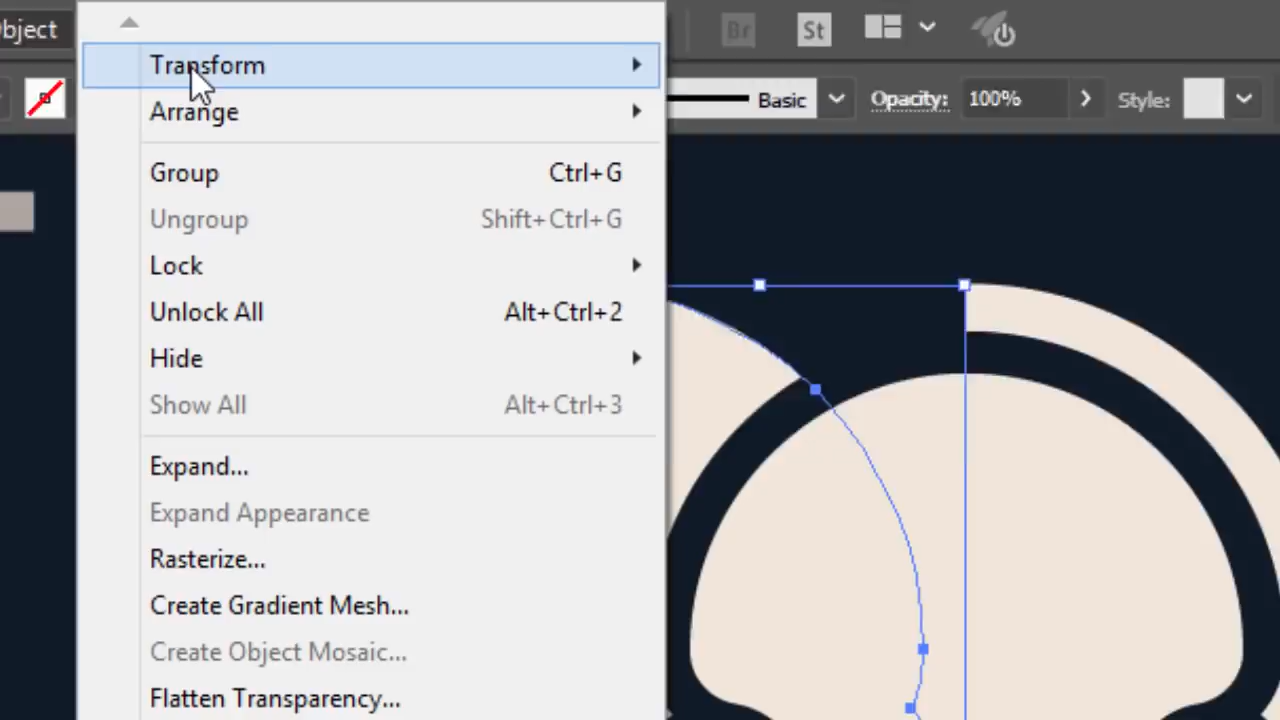 bject
Br
St
Basic
Opacity:
100%
Style:
Transform
Arrange
Group Ctrl+G
Ungroup Shift+Ctrl+G
Lock
Unlock All Alt+Ctrl+2
Hide
Show All Alt+Ctrl+3
Expand...
Expand Appearance
Rasterize...
Create Gradient Mesh...
Create Object Mosaic...
Flatten Transparency...